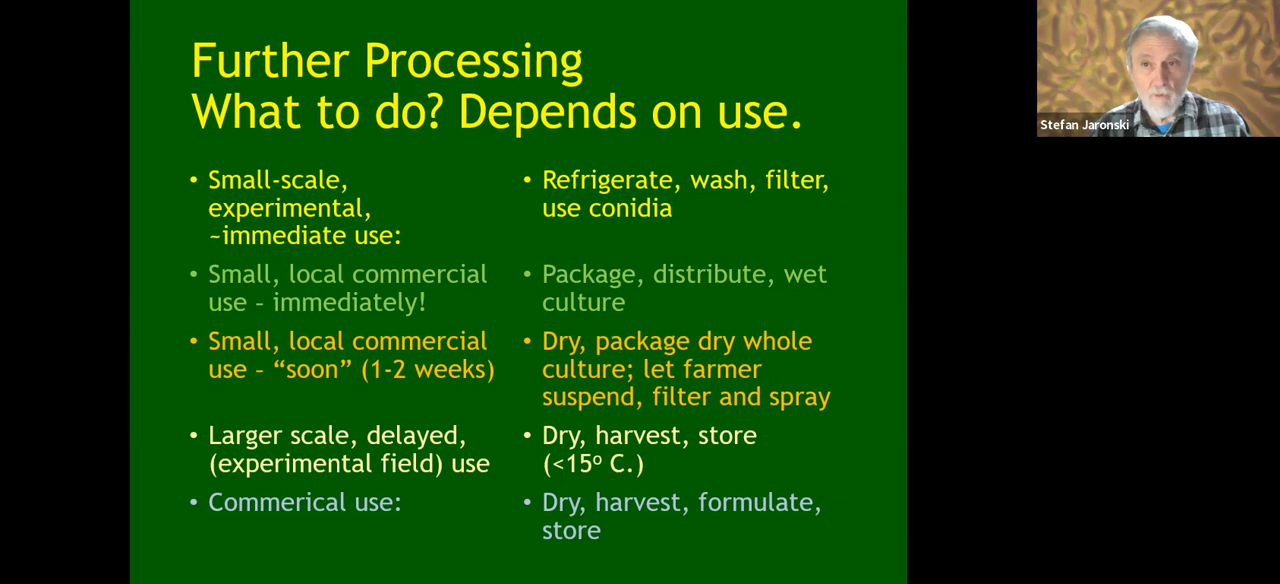 Further Processing
What to do? Depends on use.
• Small-scale,
experimental,
~immediate use:
• Refrigerate, wash, filter,
use conidia
• Small, local commercial
use – immediately!
• Package, distribute, wet
culture
• Small, local commercial
use – “soon” (1-2 weeks)
• Dry, package dry whole
culture; let farmer
suspend, filter and spray
• Larger scale, delayed,
(experimental field) use
• Dry, harvest, store
(<15º C.)
• Commerical use:
• Dry, harvest, formulate,
store
Stefan Jaronski